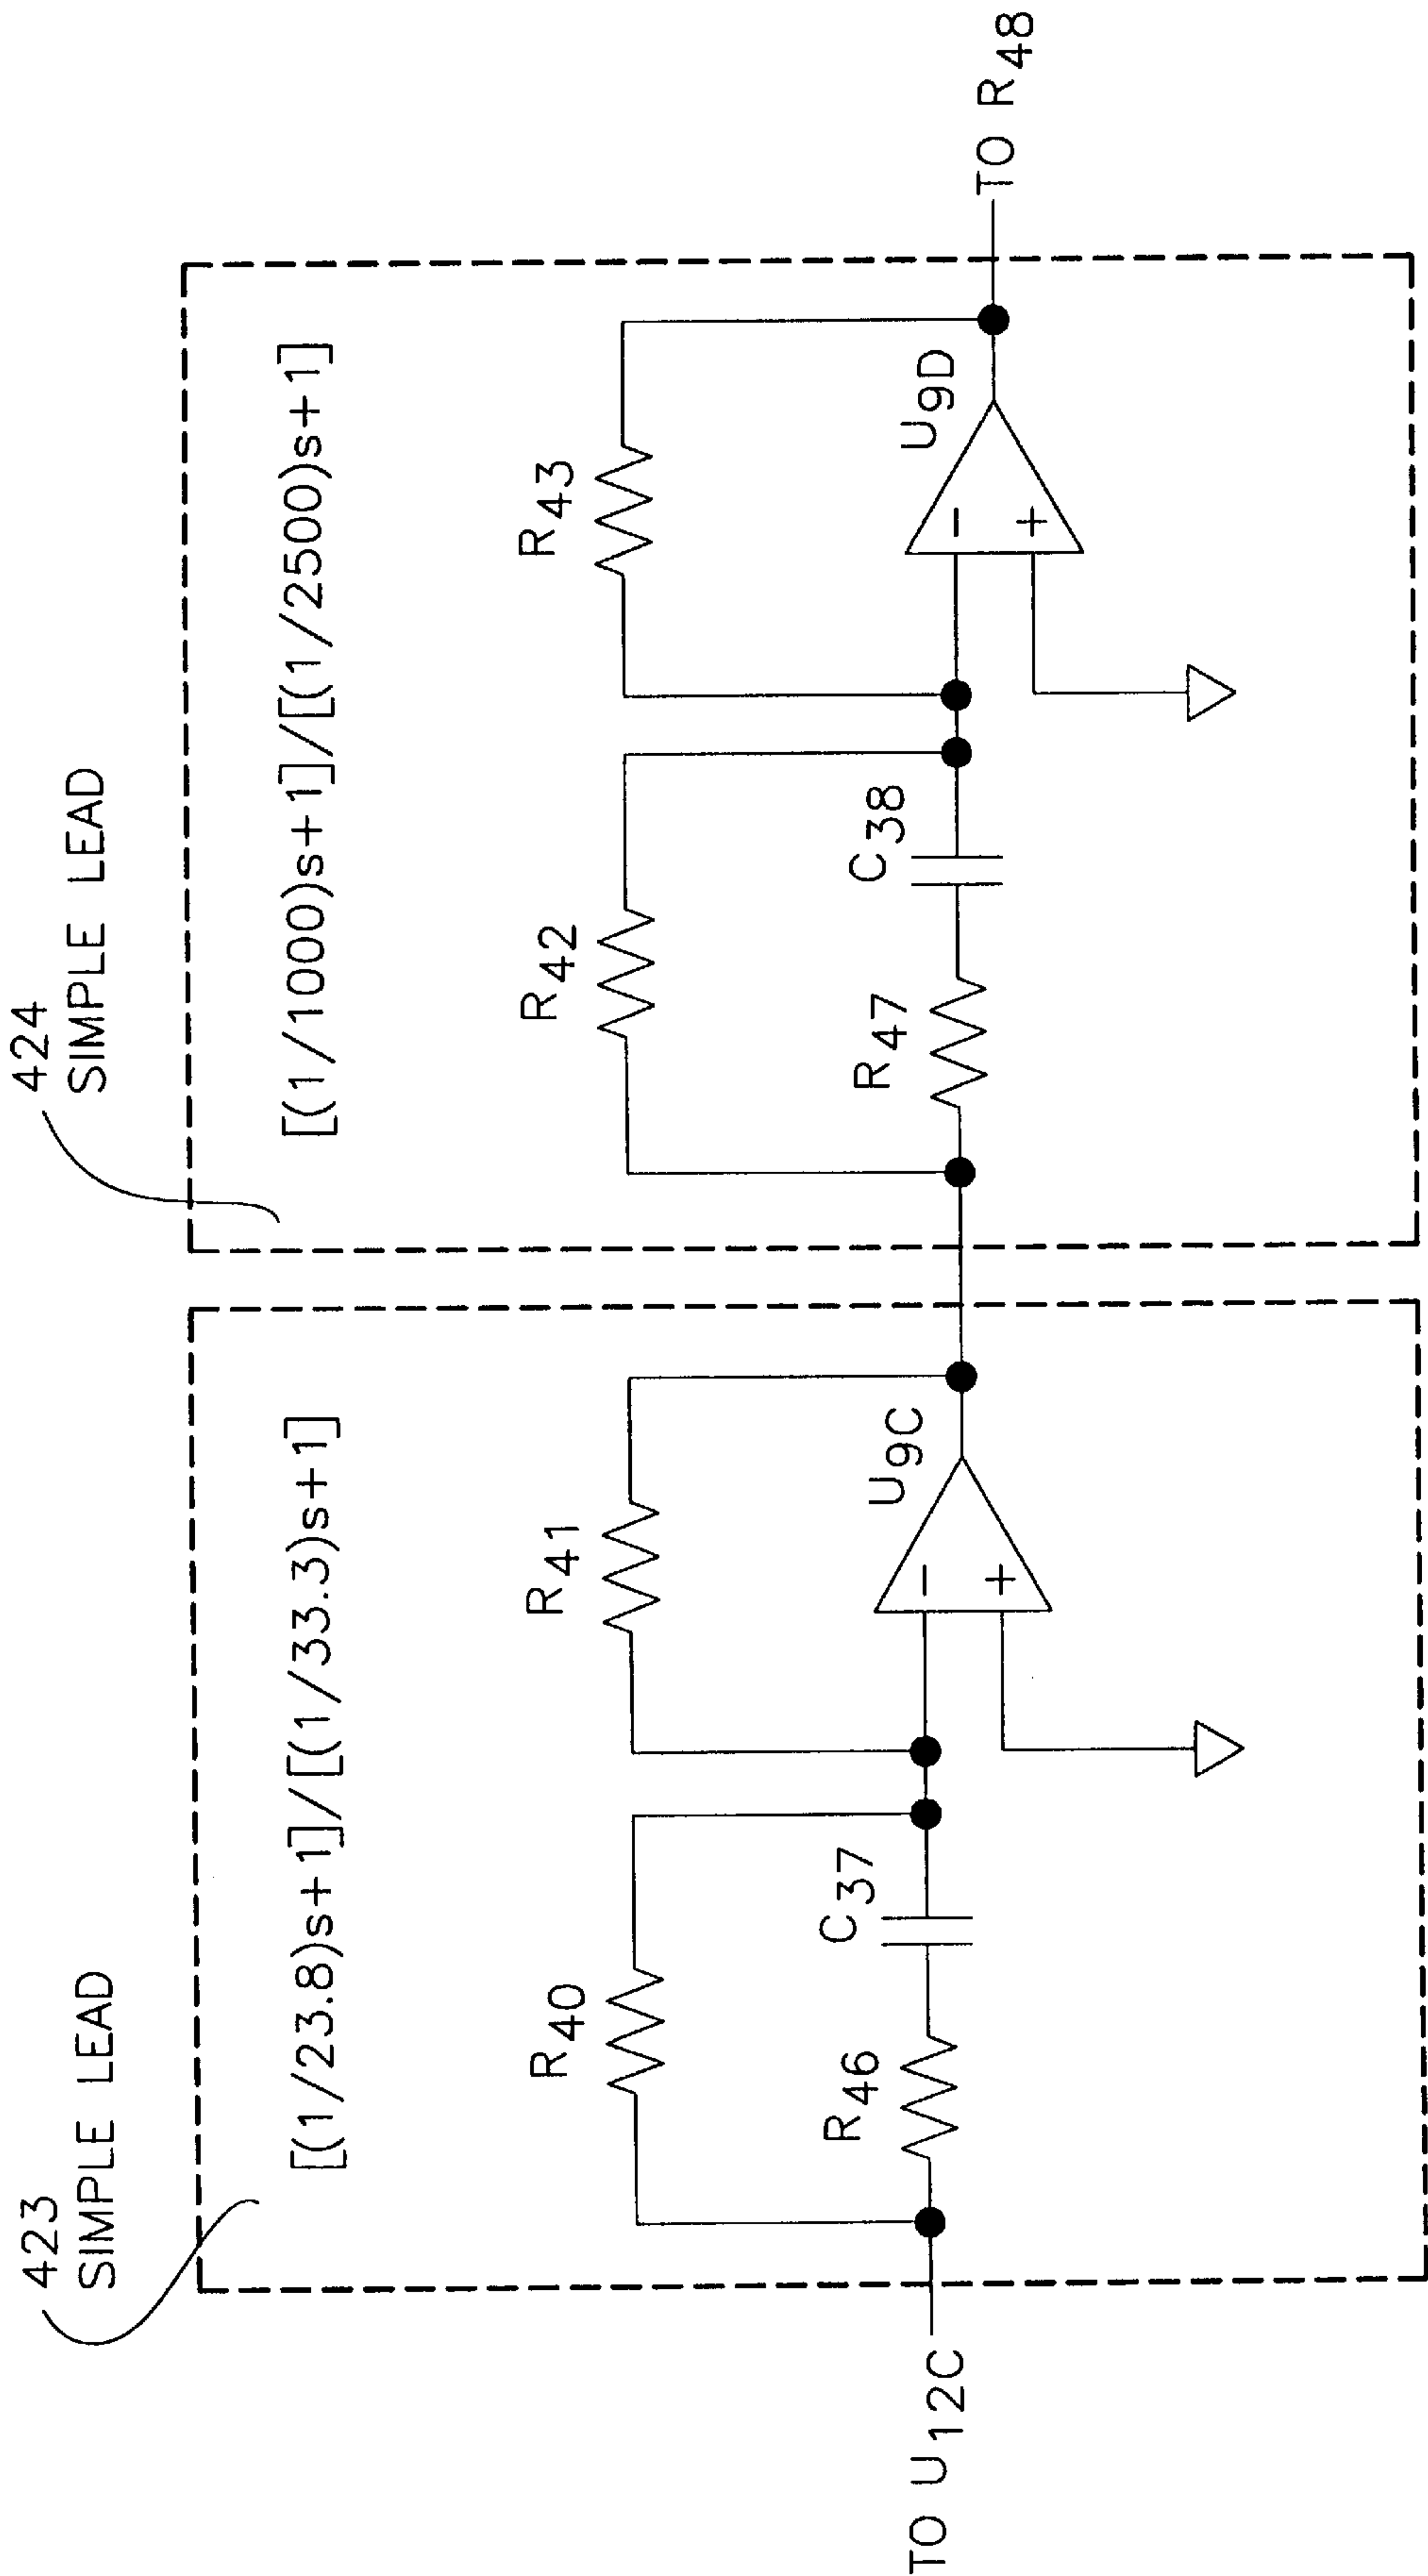 423
SIMPLE LEAD
[(1/23.8)s+1]/[(1/33.3)s+1]
R40
R41
R46
C37
U9C
-
+
TO U12C
424
SIMPLE LEAD
[(1/1000)s+1]/[(1/2500)s+1]
R42
R43
R47
C38
U9D
-
+
TO R48